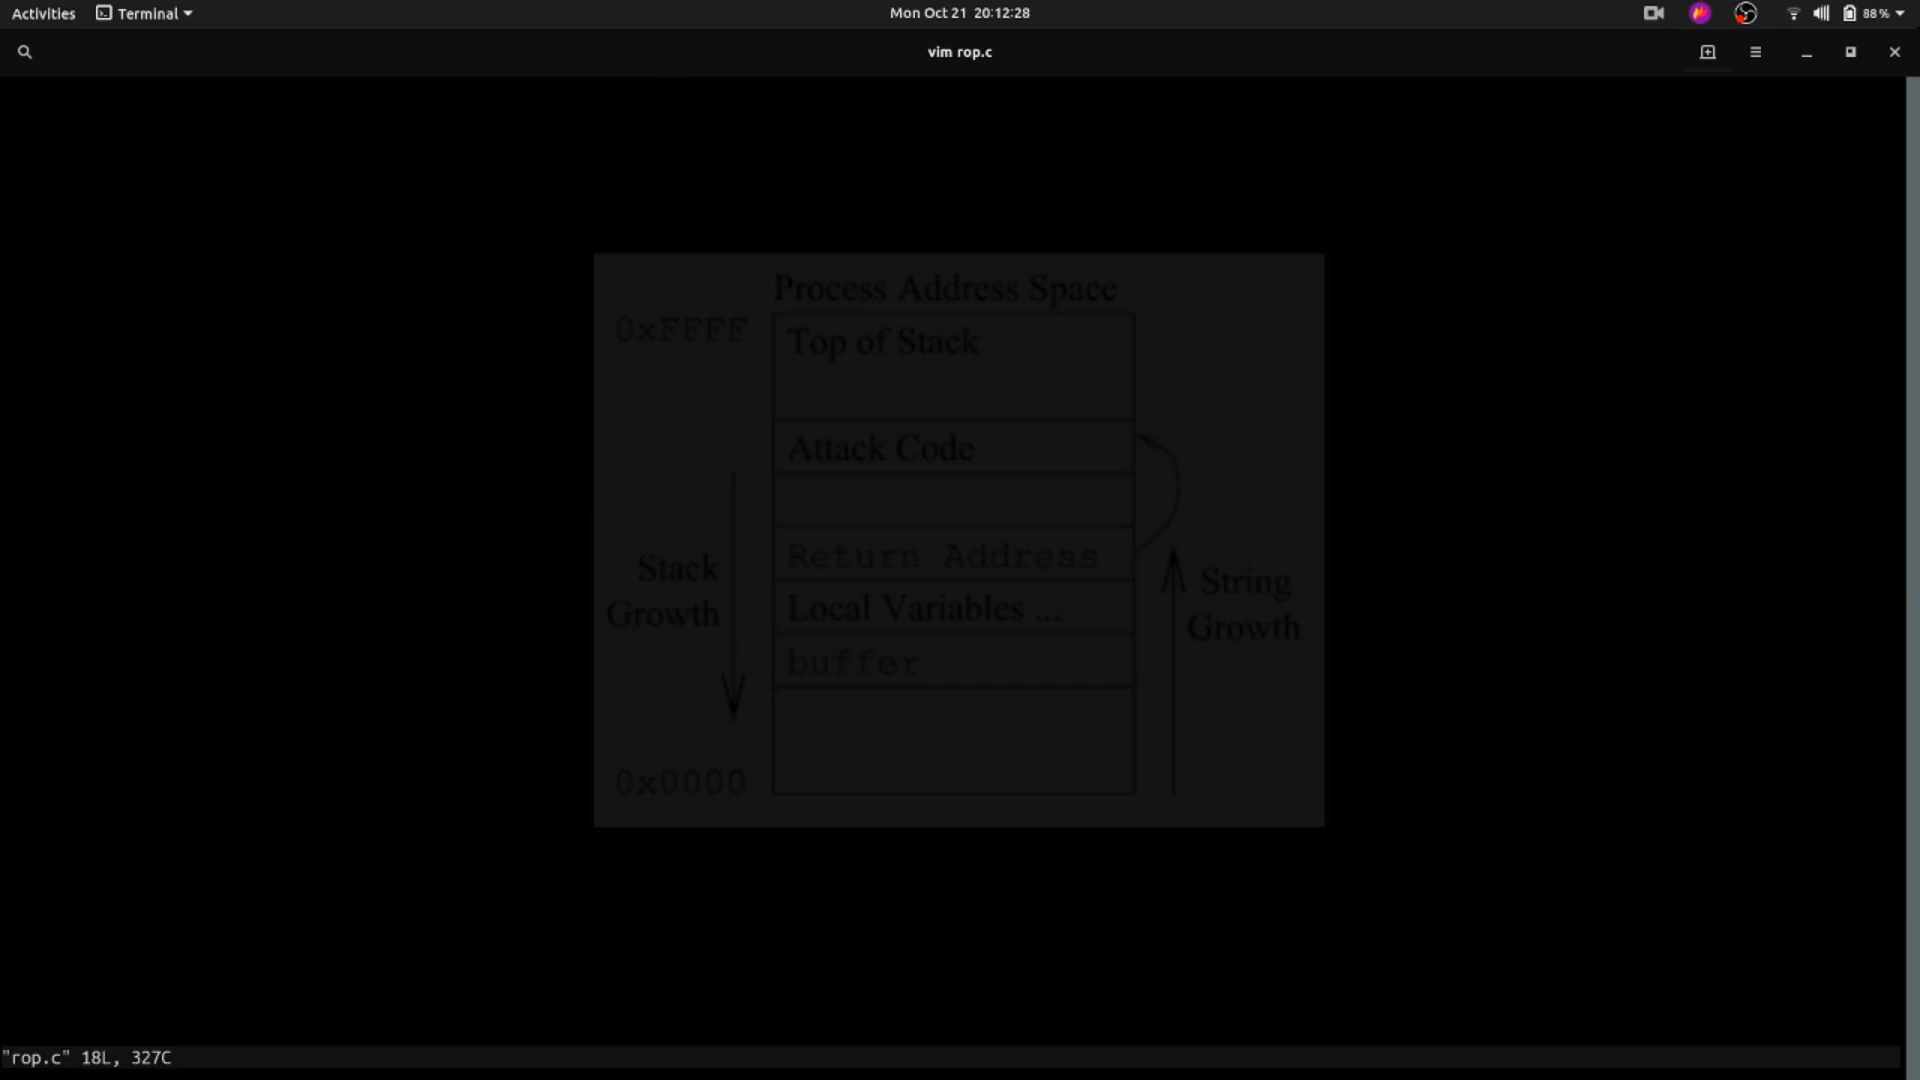 Activities Terminal Mon Oct 21 20:12:28 88%
vim rop.c
Process Address Space
0xFFFF
Top of Stack
Attack Code
Return Address
Stack
Growth
Local Variables ...
String
Growth
buffer
0x0000
"rop.c" 18L, 327C